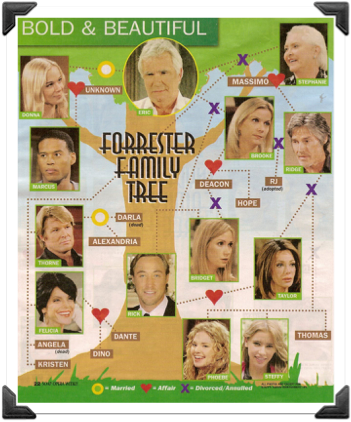 BOLD & BEAUTIFUL
DONNA
UNKNOWN
ERIC
MASSIMO
STEPHANIE
MARCUS
FORRESTER
FAMILY
TREE
BROOKE
RIDGE
DEACON
RJ
(adopted)
HOPE
THORNE
DARLA
(dead)
ALEXANDRIA
BRIDGET
TAYLOR
RICK
FELICIA
DANTE
DINO
ANGELA
(dead)
KRISTEN
PHOEBE
STEFFY
THOMAS
= Married
= Affair
X = Divorced/Annulled